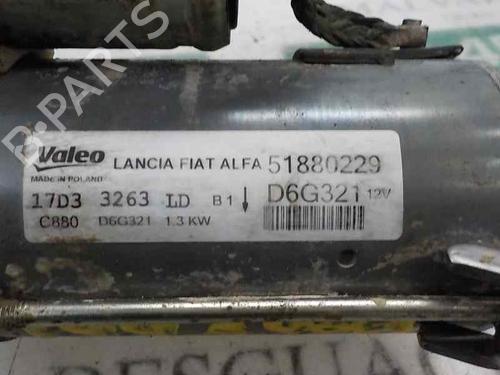 B-PARTS
Valeo LANCIA FIAT ALFA 51880229
MADE IN POLAND
17D3 3263 LD B1 D6G321 12V
C880 D6G321 1.3 KW
DESGUAC